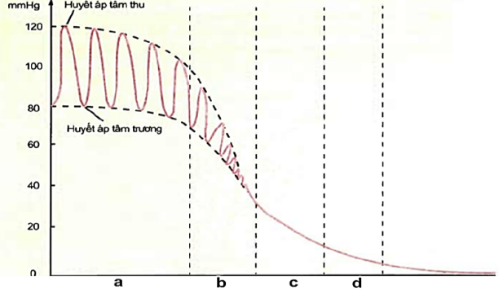 mmHg
Huyết áp tâm thu
120
100
80
Huyết áp tâm trương
60
40
20
0
a b c d